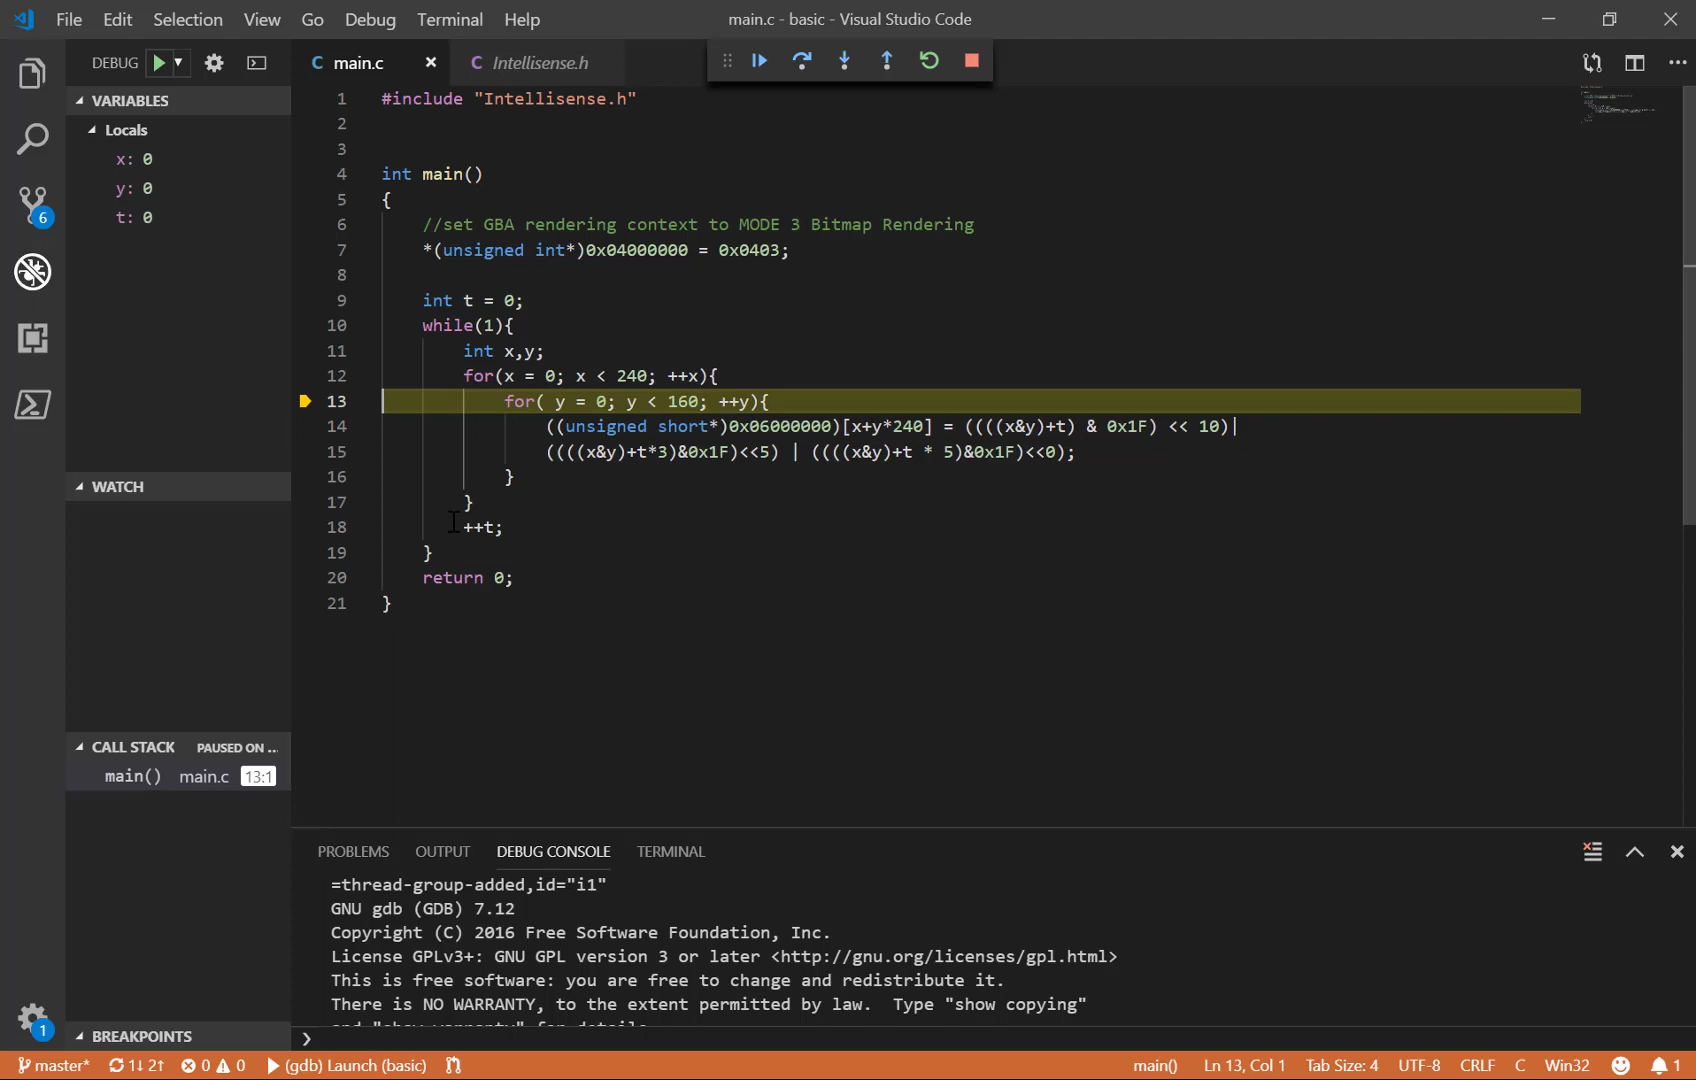 File Edit Selection View Go Debug Terminal Help
main.c - basic - Visual Studio Code
DEBUG
main.c
Intellisense.h
VARIABLES
Locals
x: 0
y: 0
t: 0
WATCH
CALL STACK PAUSED ON ...
main() main.c 13:1
BREAKPOINTS
6
1
1 #include "Intellisense.h"
2
3
4 int main()
5 {
6 //set GBA rendering context to MODE 3 Bitmap Rendering
7 *(unsigned int*)0x04000000 = 0x0403;
8
9 int t = 0;
10 while(1){
11 int x,y;
12 for(x = 0; x < 240; ++x){
13 for( y = 0; y < 160; ++y){
14 ((unsigned short*)0x06000000)[x+y*240] = ((((x&y)+t) & 0x1F) << 10)|
15 ((((x&y)+t*3)&0x1F)<<5) | ((((x&y)+t * 5)&0x1F)<<0);
16 }
17 }
18 ++t;
19 }
20 return 0;
21 }
PROBLEMS OUTPUT DEBUG CONSOLE TERMINAL
=thread-group-added,id="i1"
GNU gdb (GDB) 7.12
Copyright (C) 2016 Free Software Foundation, Inc.
License GPLv3+: GNU GPL version 3 or later <http://gnu.org/licenses/gpl.html>
This is free software: you are free to change and redistribute it.
There is NO WARRANTY, to the extent permitted by law.  Type "show copying"
and "show warranty" for details.
master* 1↓ 2↑ 0 0 (gdb) Launch (basic)
main() Ln 13, Col 1 Tab Size: 4 UTF-8 CRLF C Win32 1